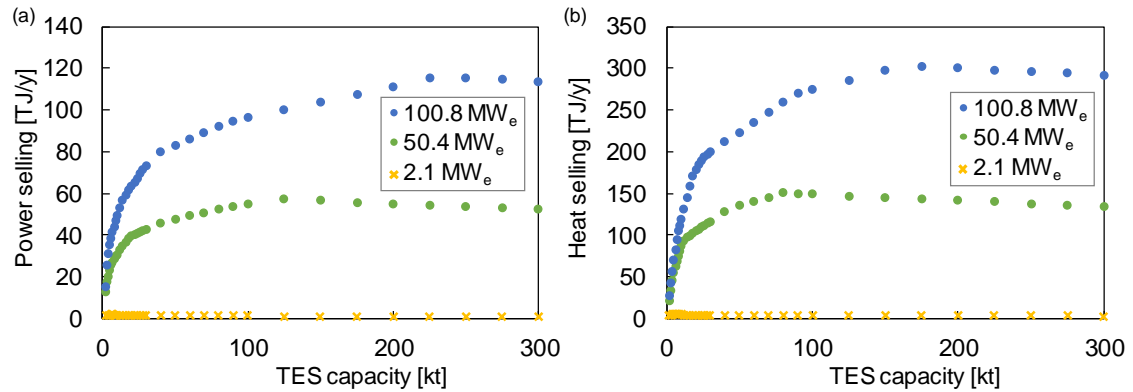 (a)
Power selling [TJ/y]
140
120
100
80
60
40
20
0
0 100 200 300
TES capacity [kt]
100.8 MWe
50.4 MWe
2.1 MWe
(b)
Heat selling [TJ/y]
350
300
250
200
150
100
50
0
0 100 200 300
TES capacity [kt]
100.8 MWe
50.4 MWe
2.1 MWe